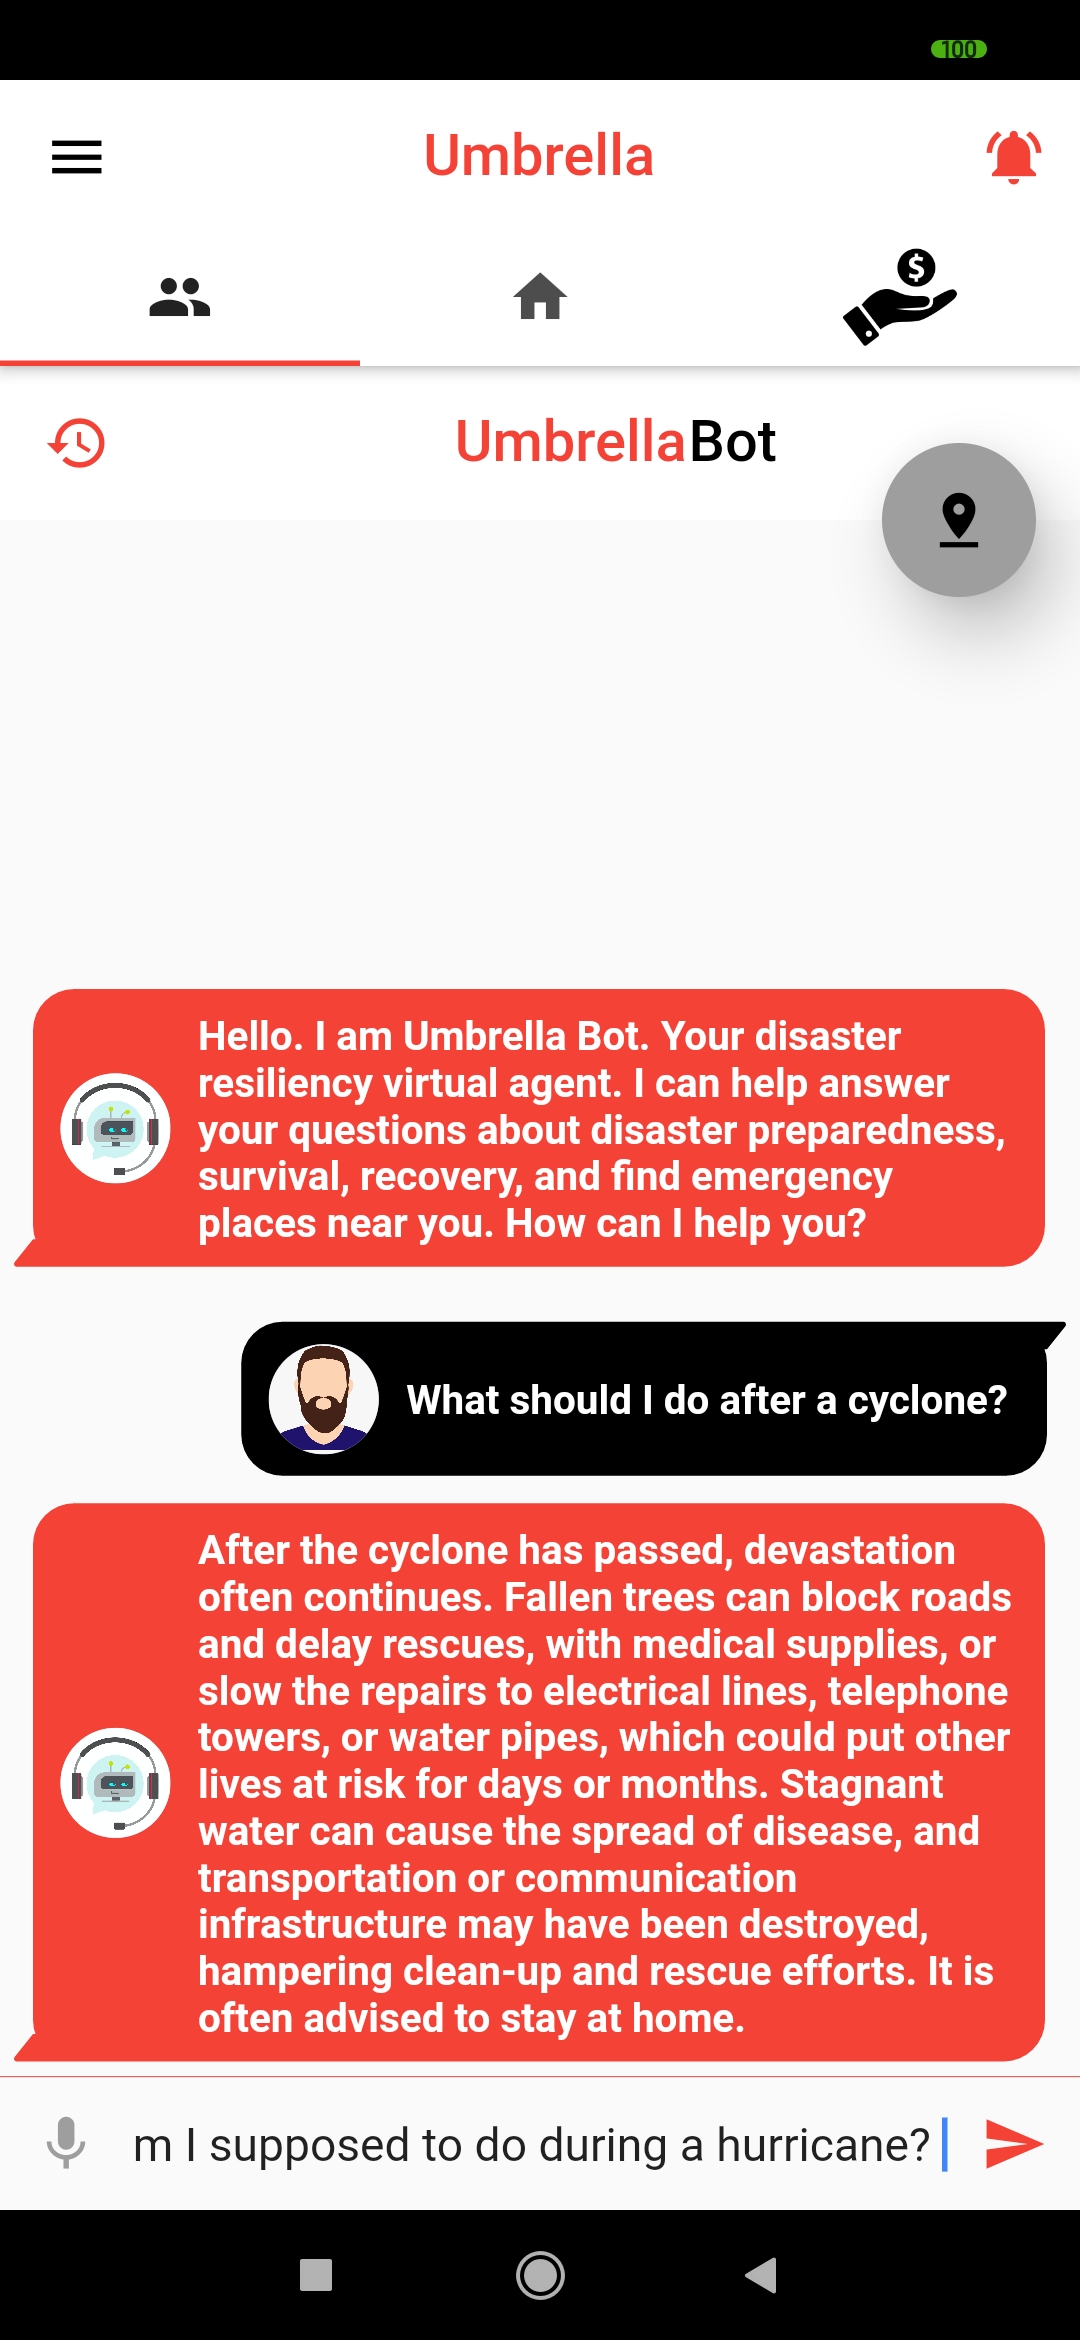 100
Umbrella
$
UmbrellaBot
Hello. I am Umbrella Bot. Your disaster
resiliency virtual agent. I can help answer
your questions about disaster preparedness,
survival, recovery, and find emergency
places near you. How can I help you?
What should I do after a cyclone?
After the cyclone has passed, devastation
often continues. Fallen trees can block roads
and delay rescues, with medical supplies, or
slow the repairs to electrical lines, telephone
towers, or water pipes, which could put other
lives at risk for days or months. Stagnant
water can cause the spread of disease, and
transportation or communication
infrastructure may have been destroyed,
hampering clean-up and rescue efforts. It is
often advised to stay at home.
m I supposed to do during a hurricane?